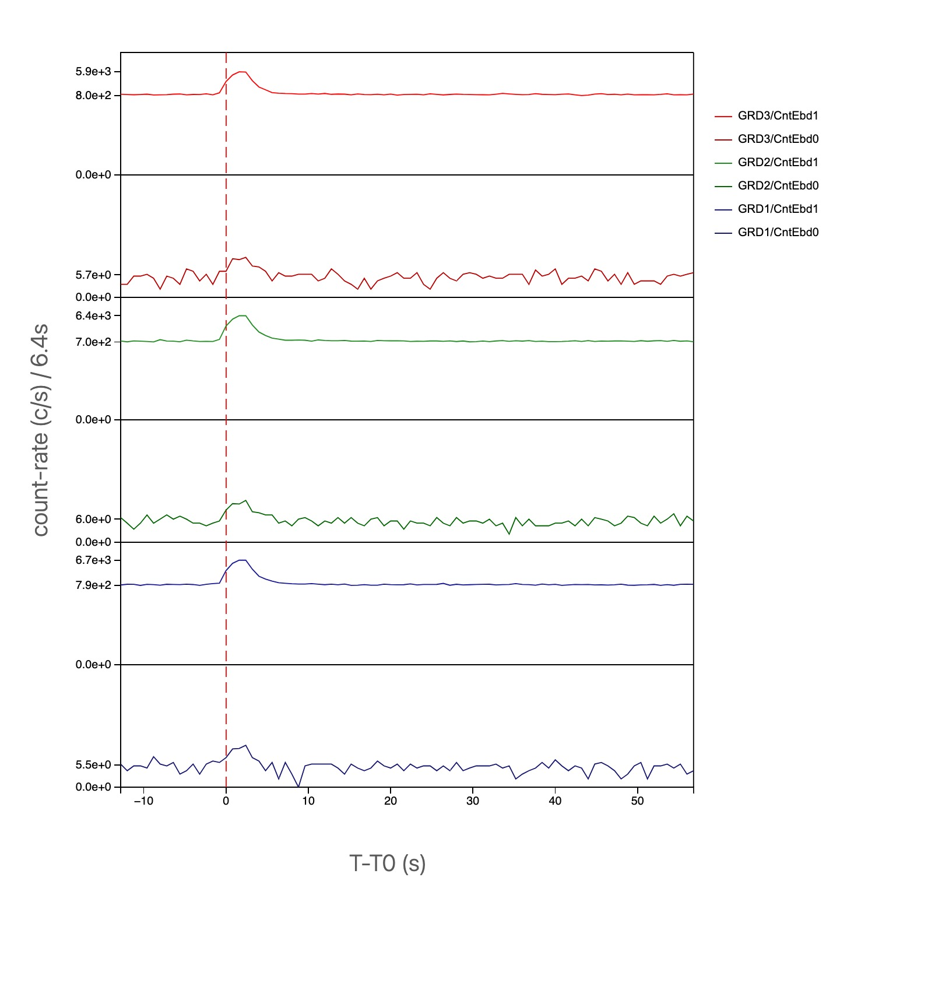 5.9e+3
8.0e+2
0.0e+0
5.7e+0
0.0e+0
6.4e+3
7.0e+2
0.0e+0
6.0e+0
0.0e+0
6.7e+3
7.9e+2
0.0e+0
5.5e+0
0.0e+0
−10 0 10 20 30 40 50
T-T0 (s)
count-rate (c/s) / 6.4s
GRD3/CntEbd1
GRD3/CntEbd0
GRD2/CntEbd1
GRD2/CntEbd0
GRD1/CntEbd1
GRD1/CntEbd0